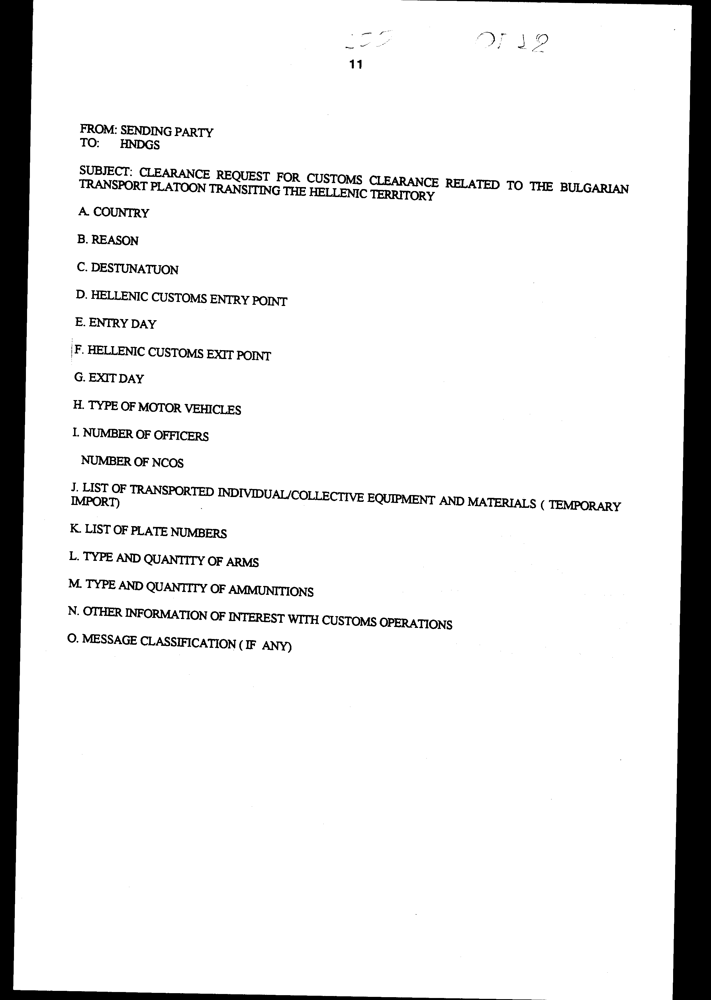 11
FROM: SENDING PARTY
TO: HNDGS
SUBJECT: CLEARANCE REQUEST FOR CUSTOMS CLEARANCE RELATED TO THE BULGARIAN
TRANSPORT PLATOON TRANSITING THE HELLENIC TERRITORY
A. COUNTRY
B. REASON
C. DESTUNATUON
D. HELLENIC CUSTOMS ENTRY POINT
E. ENTRY DAY
F. HELLENIC CUSTOMS EXIT POINT
G. EXIT DAY
H. TYPE OF MOTOR VEHICLES
I. NUMBER OF OFFICERS
NUMBER OF NCOS
J. LIST OF TRANSPORTED INDIVIDUAL/COLLECTIVE EQUIPMENT AND MATERIALS ( TEMPORARY
IMPORT)
K. LIST OF PLATE NUMBERS
L. TYPE AND QUANTITY OF ARMS
M. TYPE AND QUANTITY OF AMMUNITIONS
N. OTHER INFORMATION OF INTEREST WITH CUSTOMS OPERATIONS
O. MESSAGE CLASSIFICATION ( IF ANY)